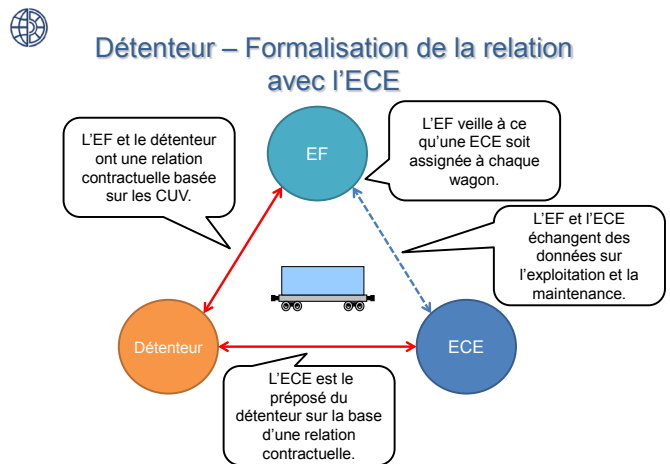 Détenteur – Formalisation de la relation
avec l'ECE
L'EF et le détenteur
ont une relation
contractuelle basée
sur les CUV.
EF
L'EF veille à ce
qu'une ECE soit
assignée à chaque
wagon.
L'EF et l'ECE
échangent des
données sur
l'exploitation et la
maintenance.
Détenteur
ECE
L'ECE est le
préposé du
détenteur sur la base
d'une relation
contractuelle.